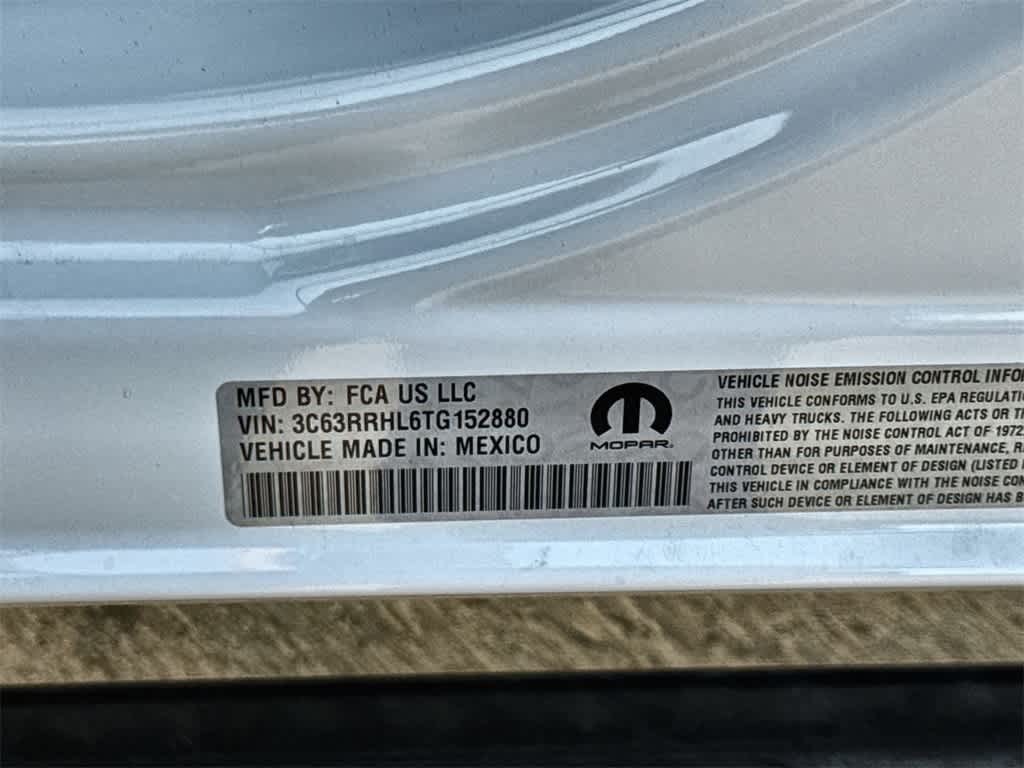 MFD BY: FCA US LLC
VIN: 3C63RRHL6TG152880
VEHICLE MADE IN: MEXICO
MOPAR®
VEHICLE NOISE EMISSION CONTROL
THIS VEHICLE CONFORMS TO U.S. EPA
AND HEAVY TRUCKS. THE FOLLOWING ACTS OR
PROHIBITED BY THE NOISE CONTROL ACT OF 1972
OTHER THAN FOR PURPOSES OF MAINTENANCE,
CONTROL DEVICE OR ELEMENT OF DESIGN (LISTED
THIS VEHICLE IN COMPLIANCE WITH THE NOISE
AFTER SUCH DEVICE OR ELEMENT OF DESIGN HAS